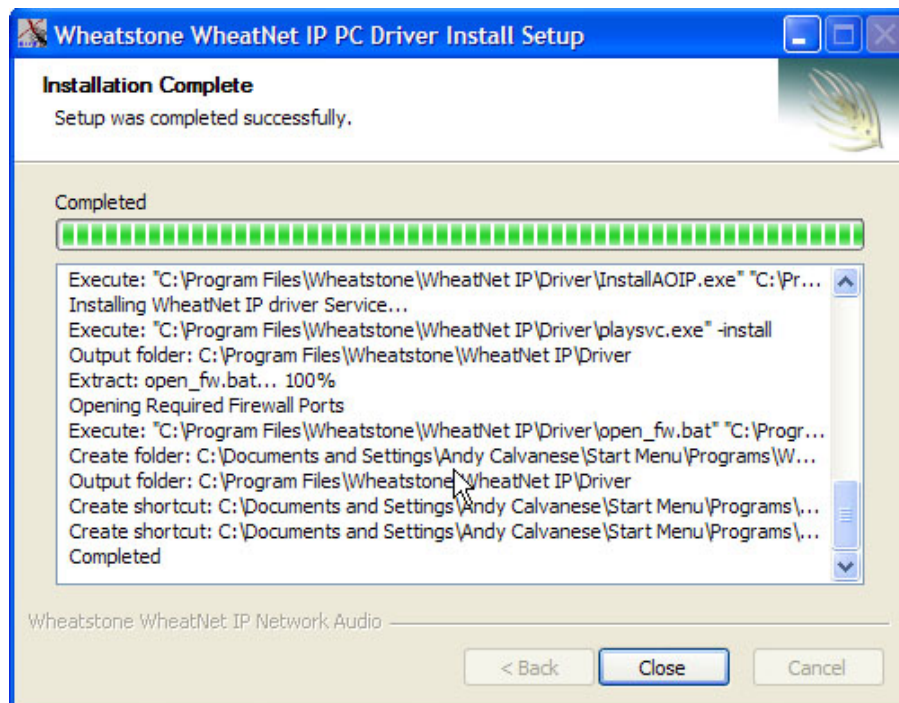 Wheatstone WheatNet IP PC Driver Install Setup
Installation Complete
Setup was completed successfully.
Completed
Execute: "C:\Program Files\Wheatstone\WheatNet IP\Driver\InstallAOIP.exe" "C:\Pr...
Installing WheatNet IP driver Service...
Execute: "C:\Program Files\Wheatstone\WheatNet IP\Driver\playsvc.exe" -install
Output folder: C:\Program Files\Wheatstone\WheatNet IP\Driver
Extract: open_fw.bat... 100%
Opening Required Firewall Ports
Execute: "C:\Program Files\Wheatstone\WheatNet IP\Driver\open_fw.bat" "C:\Progr...
Create folder: C:\Documents and Settings\Andy Calvanese\Start Menu\Programs\W...
Output folder: C:\Program Files\Wheatstone\WheatNet IP\Driver
Create shortcut: C:\Documents and Settings\Andy Calvanese\Start Menu\Programs\...
Create shortcut: C:\Documents and Settings\Andy Calvanese\Start Menu\Programs\...
Completed
Wheatstone WheatNet IP Network Audio
< Back
Close
Cancel